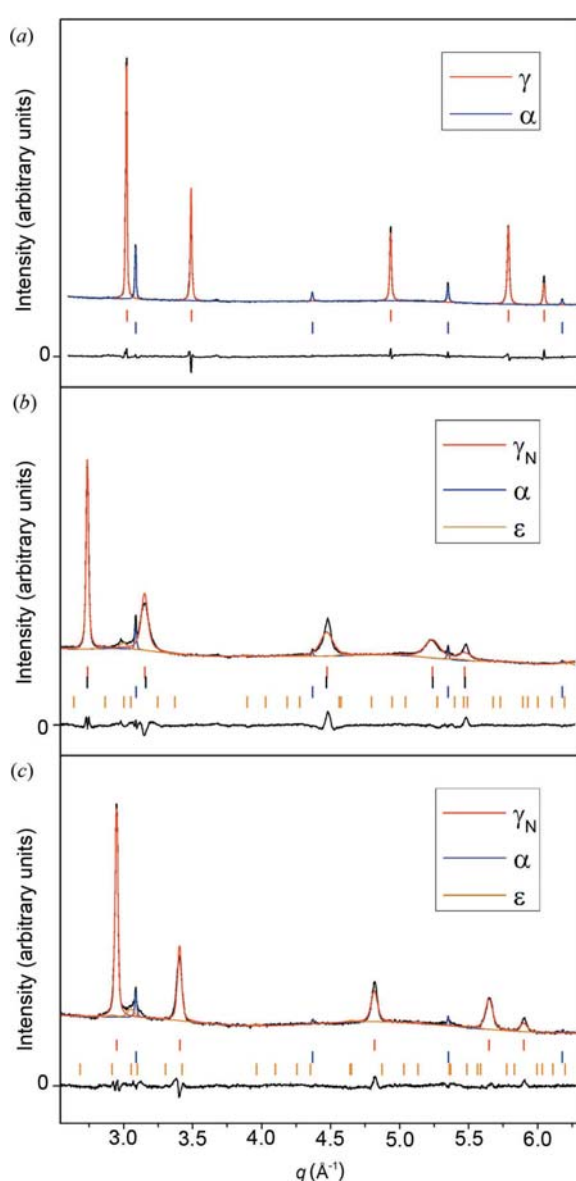 (a)
Intensity (arbitrary units)
γ
α
0
(b)
Intensity (arbitrary units)
γN
α
ε
0
(c)
Intensity (arbitrary units)
γN
α
ε
0
3.0 3.5 4.0 4.5 5.0 5.5 6.0
q (Å⁻¹)